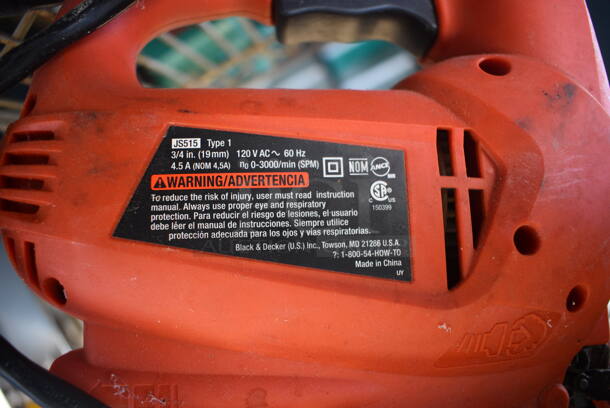 JS515 Type 1
3/4 in. (19mm) 120 V AC ~ 60 Hz
4.5 A (NOM 4,5A) n0 0-3000/min (SPM)
NOM ANCE
C US
150399
WARNING/ADVERTENCIA
To reduce the risk of injury, user must read instruction
manual. Always use proper eye and respiratory
protection. Para reducir el riesgo de lesiones, el usuario
debe léer el manual de instrucciones. Siempre utilice
protección adecuada para los ojos y vías respiratorias.
Black & Decker (U.S.) Inc., Towson, MD 21286 U.S.A.
?: 1-800-54-HOW-TO
Made in China
UY